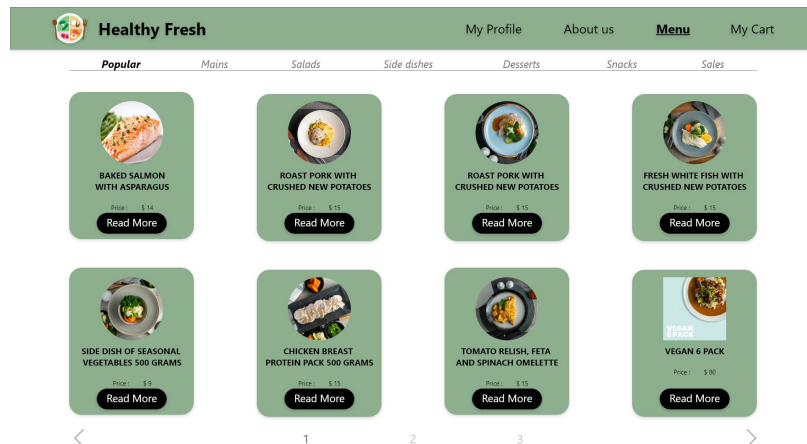 Healthy Fresh
My Profile About us Menu My Cart
Popular Mains Salads Side dishes Desserts Snacks Sales
BAKED SALMON
WITH ASPARAGUS
Price : $ 14
Read More
ROAST PORK WITH
CRUSHED NEW POTATOES
Price : $ 15
Read More
ROAST PORK WITH
CRUSHED NEW POTATOES
Price : $ 15
Read More
FRESH WHITE FISH WITH
CRUSHED NEW POTATOES
Price : $ 15
Read More
SIDE DISH OF SEASONAL
VEGETABLES 500 GRAMS
Price : $ 9
Read More
CHICKEN BREAST
PROTEIN PACK 500 GRAMS
Price : $ 15
Read More
TOMATO RELISH, FETA
AND SPINACH OMELETTE
Price : $ 15
Read More
VEGAN
6 PACK
VEGAN 6 PACK
Price : $ 80
Read More
1 2 3